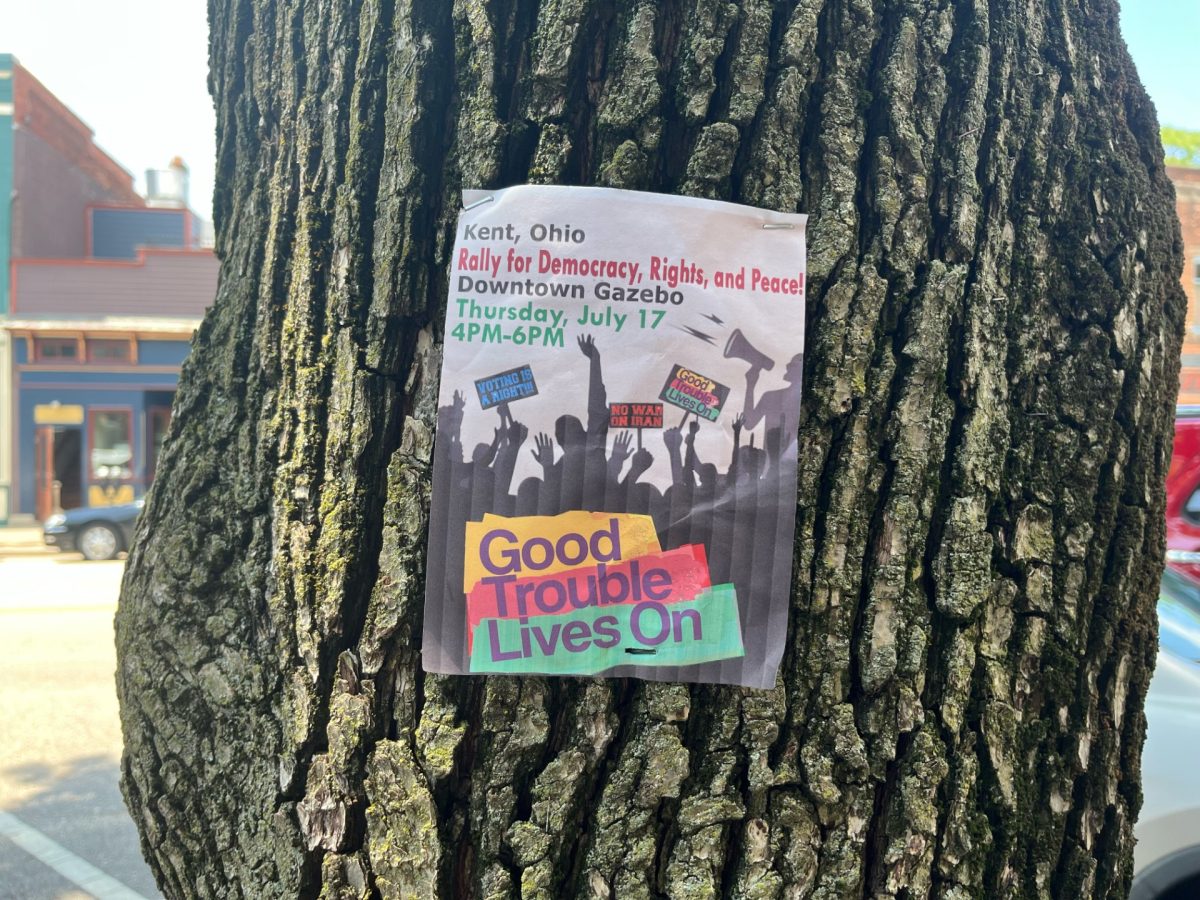 Kent, Ohio
Rally for Democracy, Rights, and Peace!
Downtown Gazebo
Thursday, July 17
4PM-6PM
VOTING IS
A RIGHT!!!
NO WAR
ON IRAN
Good
Trouble
Lives On
Good
Trouble
Lives On